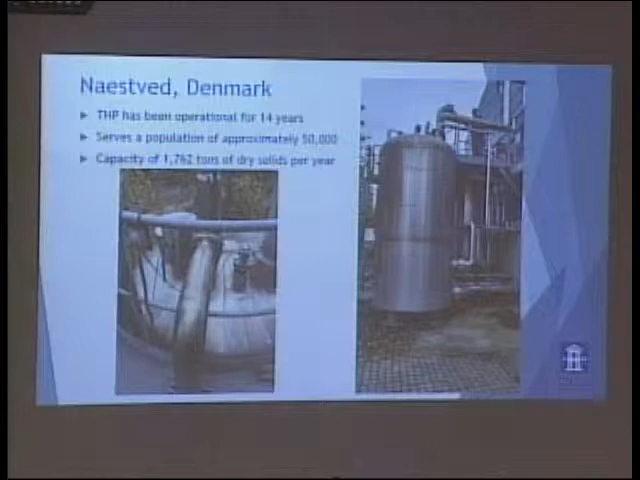 Naestved, Denmark
THP has been operational for 14 years
Serves a population of approximately 50,000
Capacity of 1,762 tons of dry solids per year